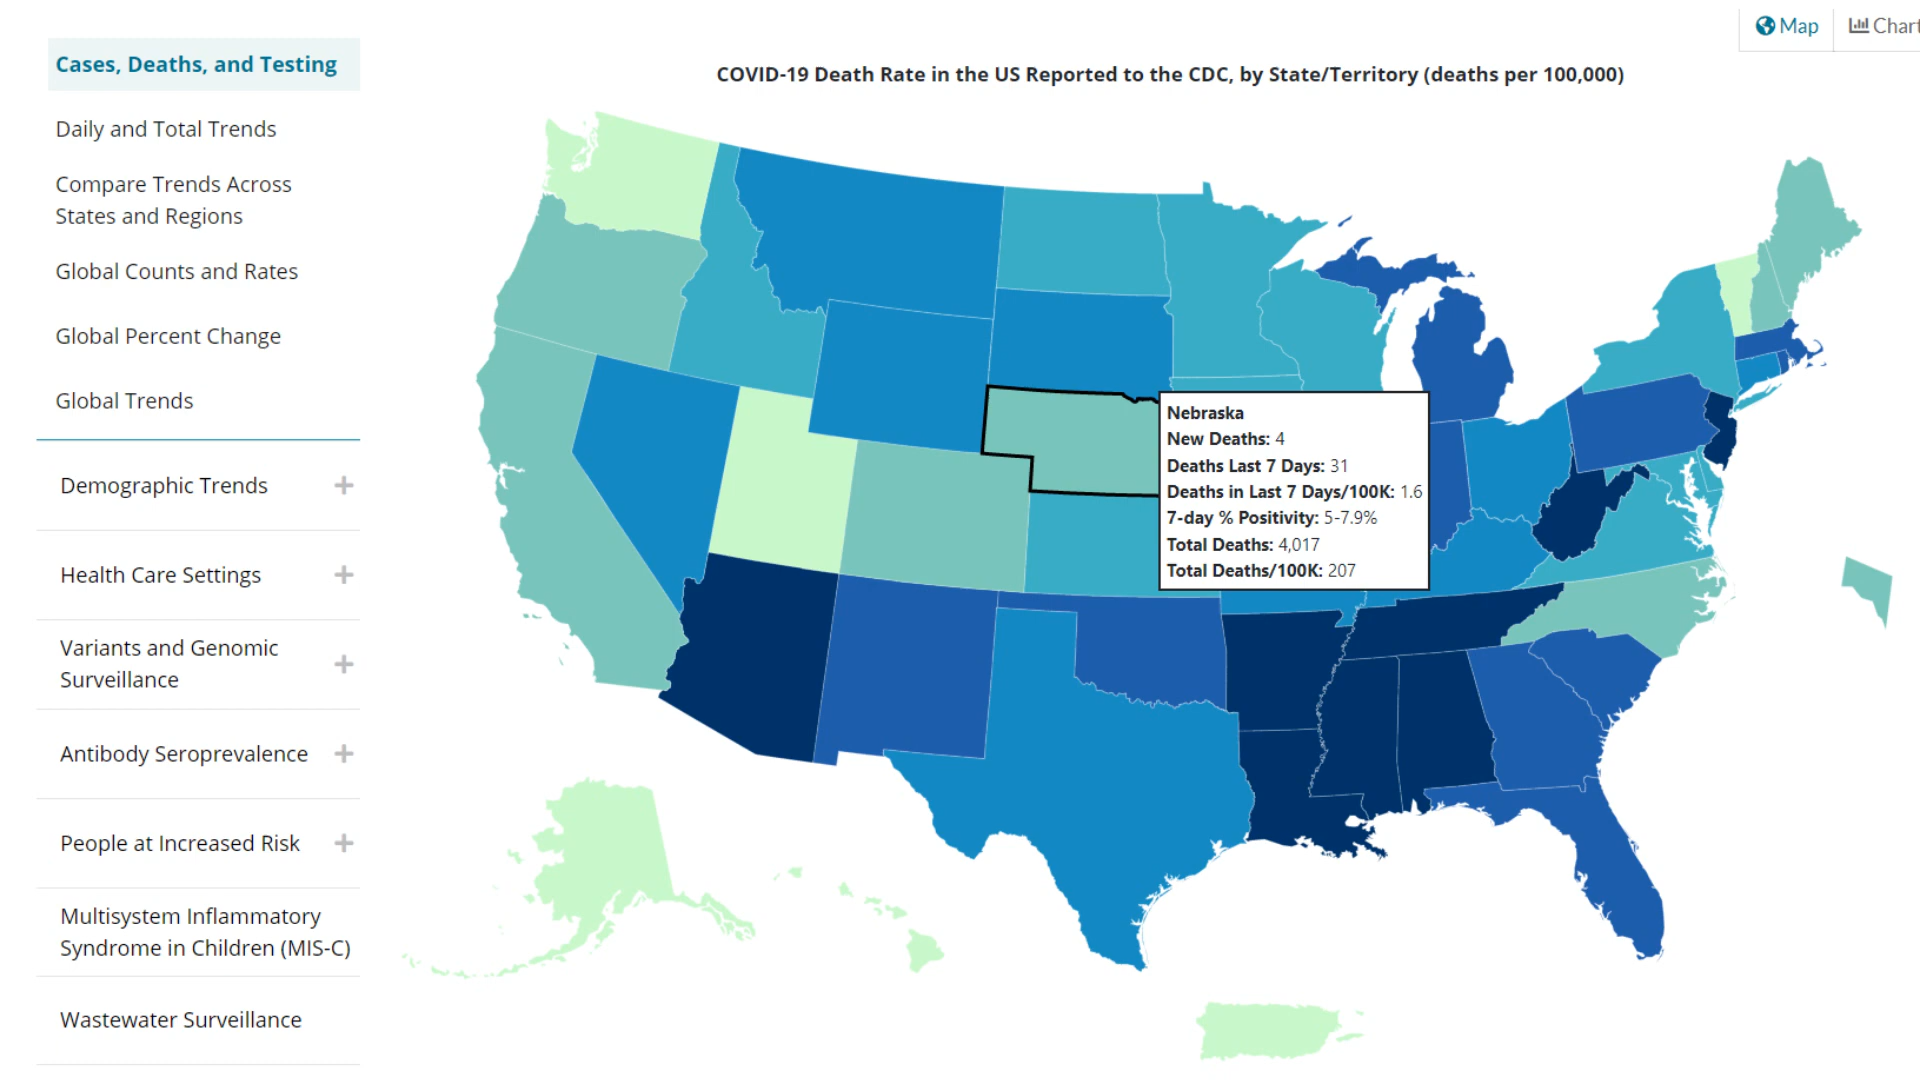 Map
Chart
Cases, Deaths, and Testing
COVID-19 Death Rate in the US Reported to the CDC, by State/Territory (deaths per 100,000)
Daily and Total Trends
Compare Trends Across
States and Regions
Global Counts and Rates
Global Percent Change
Global Trends
Demographic Trends
Health Care Settings
Variants and Genomic
Surveillance
Antibody Seroprevalence
People at Increased Risk
Multisystem Inflammatory
Syndrome in Children (MIS-C)
Wastewater Surveillance
Nebraska
New Deaths: 4
Deaths Last 7 Days: 31
Deaths in Last 7 Days/100K: 1.6
7-day % Positivity: 5-7.9%
Total Deaths: 4,017
Total Deaths/100K: 207